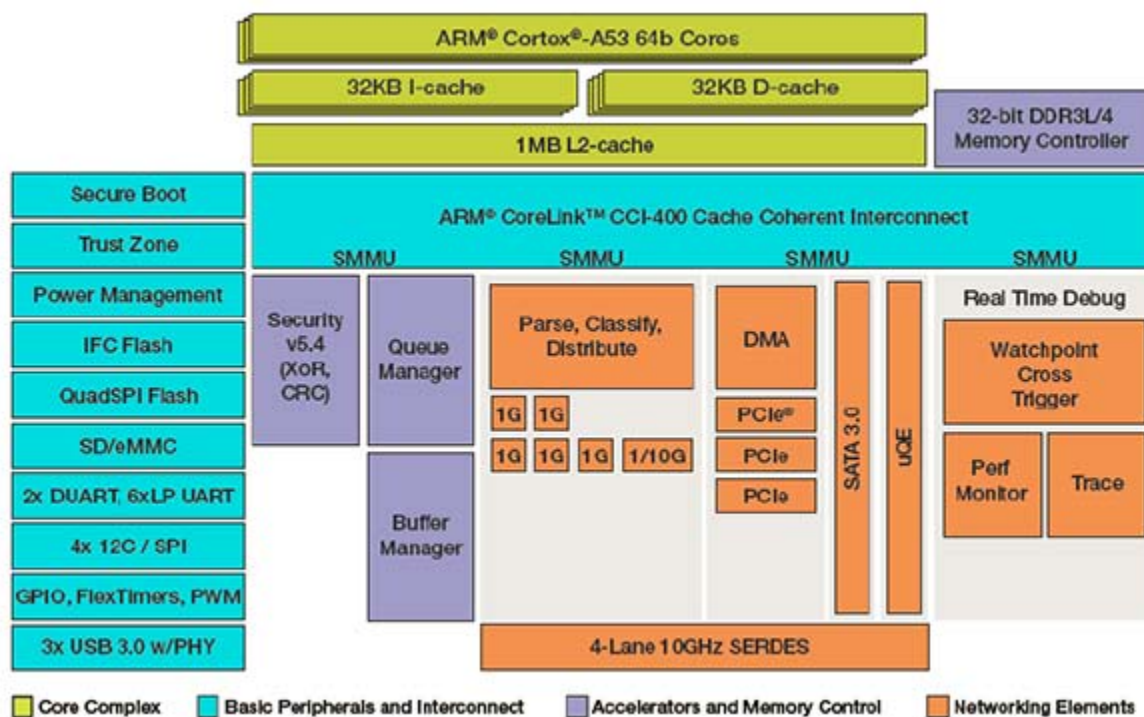 ARM® Cortex®-A53 64b Coros
32KB I-cache
32KB D-cache
1MB L2-cache
32-bit DDR3L/4
Memory Controller
Secure Boot
Trust Zone
Power Management
IFC Flash
QuadSPI Flash
SD/eMMC
2x DUART, 6xLP UART
4x 12C / SPI
GPIO, FlexTimers, PWM
3x USB 3.0 w/PHY
ARM® CoreLink™ CCI-400 Cache Coherent Interconnect
SMMU
SMMU
SMMU
SMMU
Security
v5.4
(XoR,
CRC)
Queue
Manager
Buffer
Manager
Parse, Classify,
Distribute
1G
1G
1G
1G
1G
1/10G
DMA
PCIe®
PCIe
PCIe
SATA 3.0
uQE
Real Time Debug
Watchpoint
Cross
Trigger
Perf
Monitor
Trace
4-Lane 10GHz SERDES
Core Complex
Basic Peripherals and Interconnect
Accelerators and Memory Control
Networking Elements